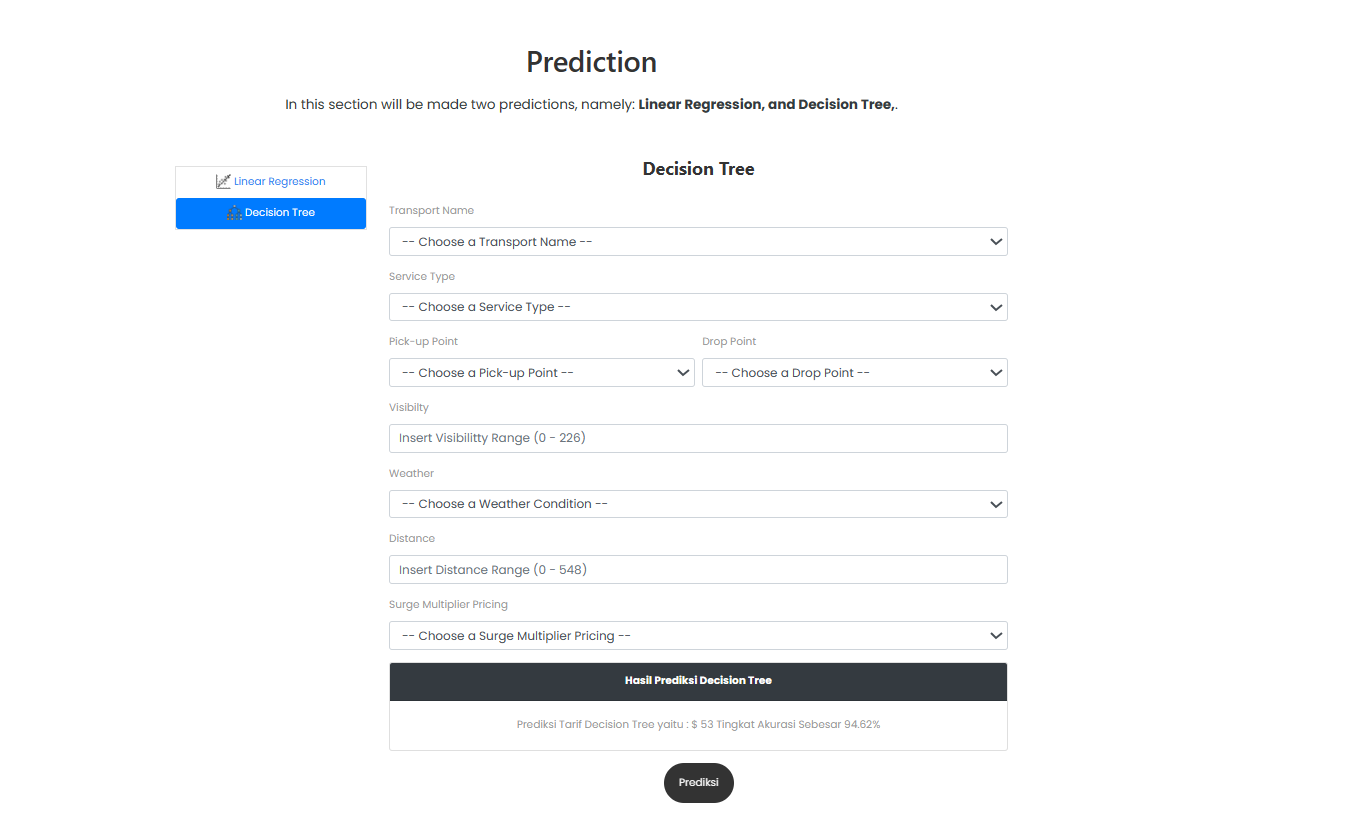 Prediction
In this section will be made two predictions, namely: Linear Regression, and Decision Tree,.
Linear Regression
Decision Tree
Decision Tree
Transport Name
-- Choose a Transport Name --
Service Type
-- Choose a Service Type --
Pick-up Point Drop Point
-- Choose a Pick-up Point -- -- Choose a Drop Point --
Visibilty
Insert Visibilitty Range (0 - 226)
Weather
-- Choose a Weather Condition --
Distance
Insert Distance Range (0 - 548)
Surge Multiplier Pricing
-- Choose a Surge Multiplier Pricing --
Hasil Prediksi Decision Tree
Prediksi Tarif Decision Tree yaitu : $ 53 Tingkat Akurasi Sebesar 94.62%
Prediksi